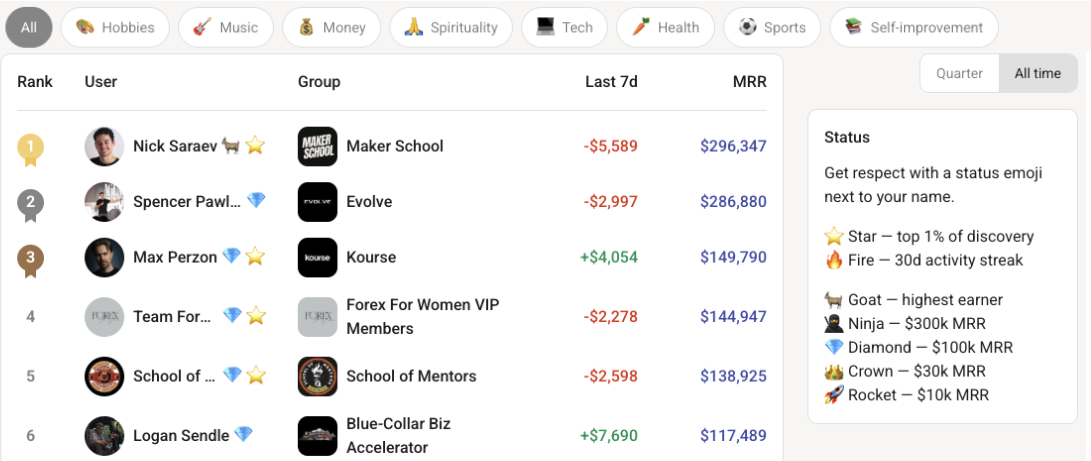 All
Hobbies
Music
Money
Spirituality
Tech
Health
Sports
Self-improvement
Quarter
All time
Rank User Group Last 7d MRR
1 Nick Saraev MAKER SCHOOL Maker School -$5,589 $296,347
2 Spencer Pawl... EVOLVE Evolve -$2,997 $286,880
3 Max Perzon kourse Kourse +$4,054 $149,790
4 Team For... FOREX FOREX Forex For Women VIP
Members -$2,278 $144,947
5 School of ... School of Mentors -$2,598 $138,925
6 Logan Sendle Blue-Collar Biz
Accelerator +$7,690 $117,489
Status
Get respect with a status emoji
next to your name.
⭐ Star — top 1% of discovery
🔥 Fire — 30d activity streak
🐐 Goat — highest earner
🥷 Ninja — $300k MRR
💎 Diamond — $100k MRR
👑 Crown — $30k MRR
🚀 Rocket — $10k MRR